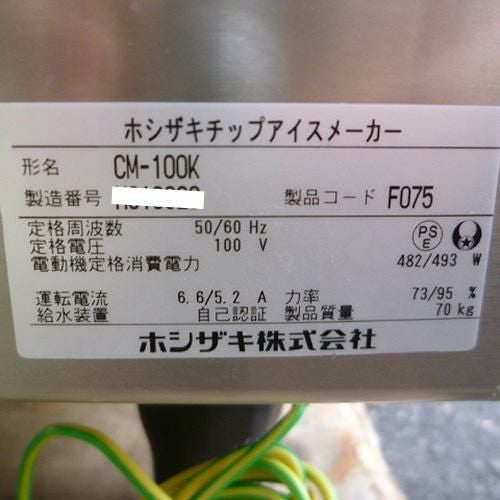 ホシザキチップアイスメーカー
形名 CM-100K
製造番号 製品コード F075
定格周波数 50/60 Hz
定格電圧 100 V
PS E
電動機定格消費電力 482/493 W
運転電流 6.6/5.2 A 力率 73/95 %
給水装置 自己認証 製品質量 70 kg
ホシザキ株式会社